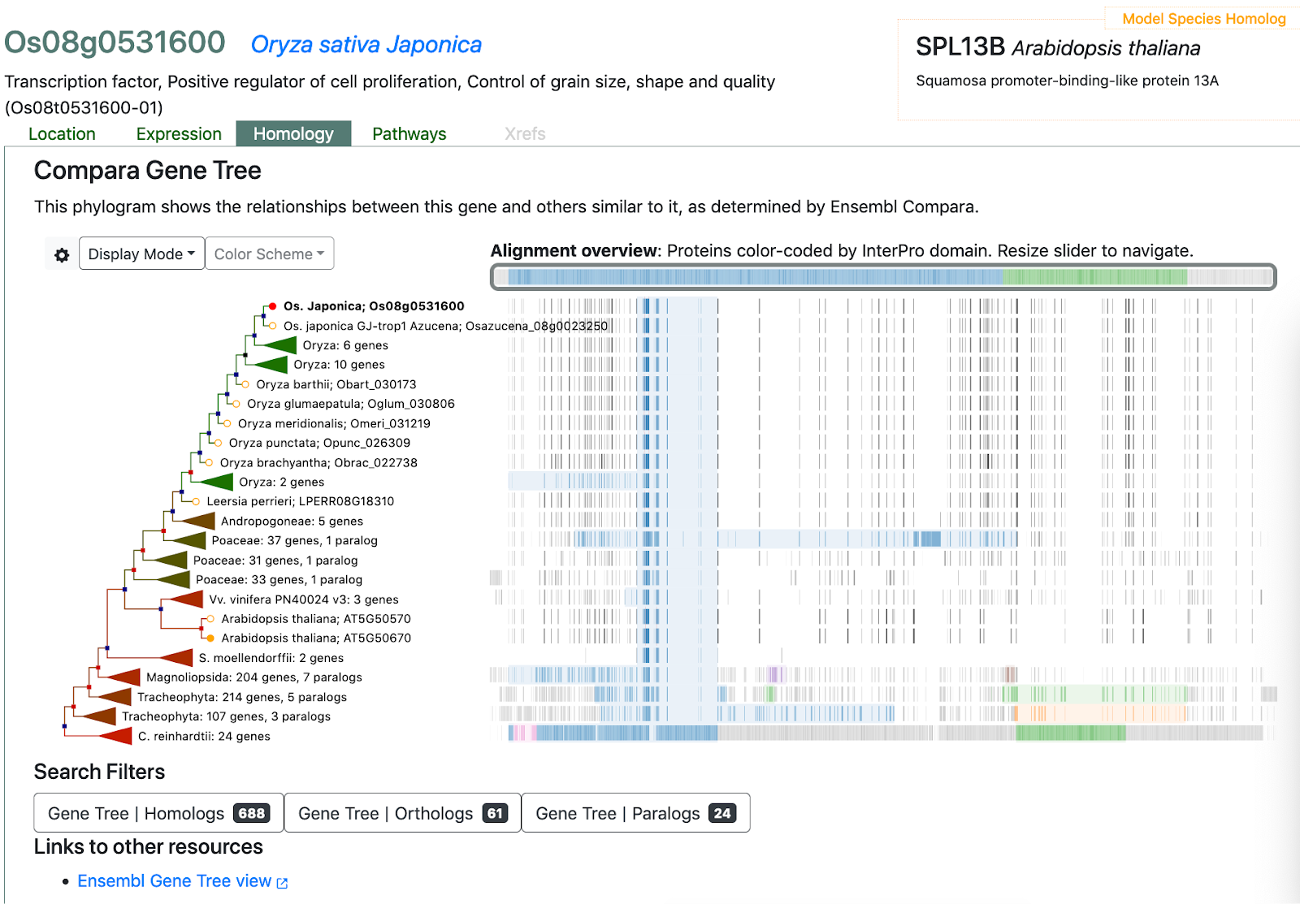 Model Species Homolog
Os08g0531600 Oryza sativa Japonica
SPL13B Arabidopsis thaliana
Squamosa promoter-binding-like protein 13A
Transcription factor, Positive regulator of cell proliferation, Control of grain size, shape and quality
(Os08t0531600-01)
Location Expression Homology Pathways Xrefs
Compara Gene Tree
This phylogram shows the relationships between this gene and others similar to it, as determined by Ensembl Compara.
Display Mode Color Scheme
Alignment overview: Proteins color-coded by InterPro domain. Resize slider to navigate.
Os. Japonica; Os08g0531600
Os. japonica GJ-trop1 Azucena; Osazucena_08g0023250
Oryza: 6 genes
Oryza: 10 genes
Oryza barthii; Obart_030173
Oryza glumaepatula; Oglum_030806
Oryza meridionalis; Omeri_031219
Oryza punctata; Opunc_026309
Oryza brachyantha; Obrac_022738
Oryza: 2 genes
Leersia perrieri; LPERR08G18310
Andropogoneae: 5 genes
Poaceae: 37 genes, 1 paralog
Poaceae: 31 genes, 1 paralog
Poaceae: 33 genes, 1 paralog
Vv. vinifera PN40024 v3: 3 genes
Arabidopsis thaliana; AT5G50570
Arabidopsis thaliana; AT5G50670
S. moellendorffii: 2 genes
Magnoliopsida: 204 genes, 7 paralogs
Tracheophyta: 214 genes, 5 paralogs
Tracheophyta: 107 genes, 3 paralogs
C. reinhardtii: 24 genes
Search Filters
Gene Tree | Homologs 688 Gene Tree | Orthologs 61 Gene Tree | Paralogs 24
Links to other resources
• Ensembl Gene Tree view